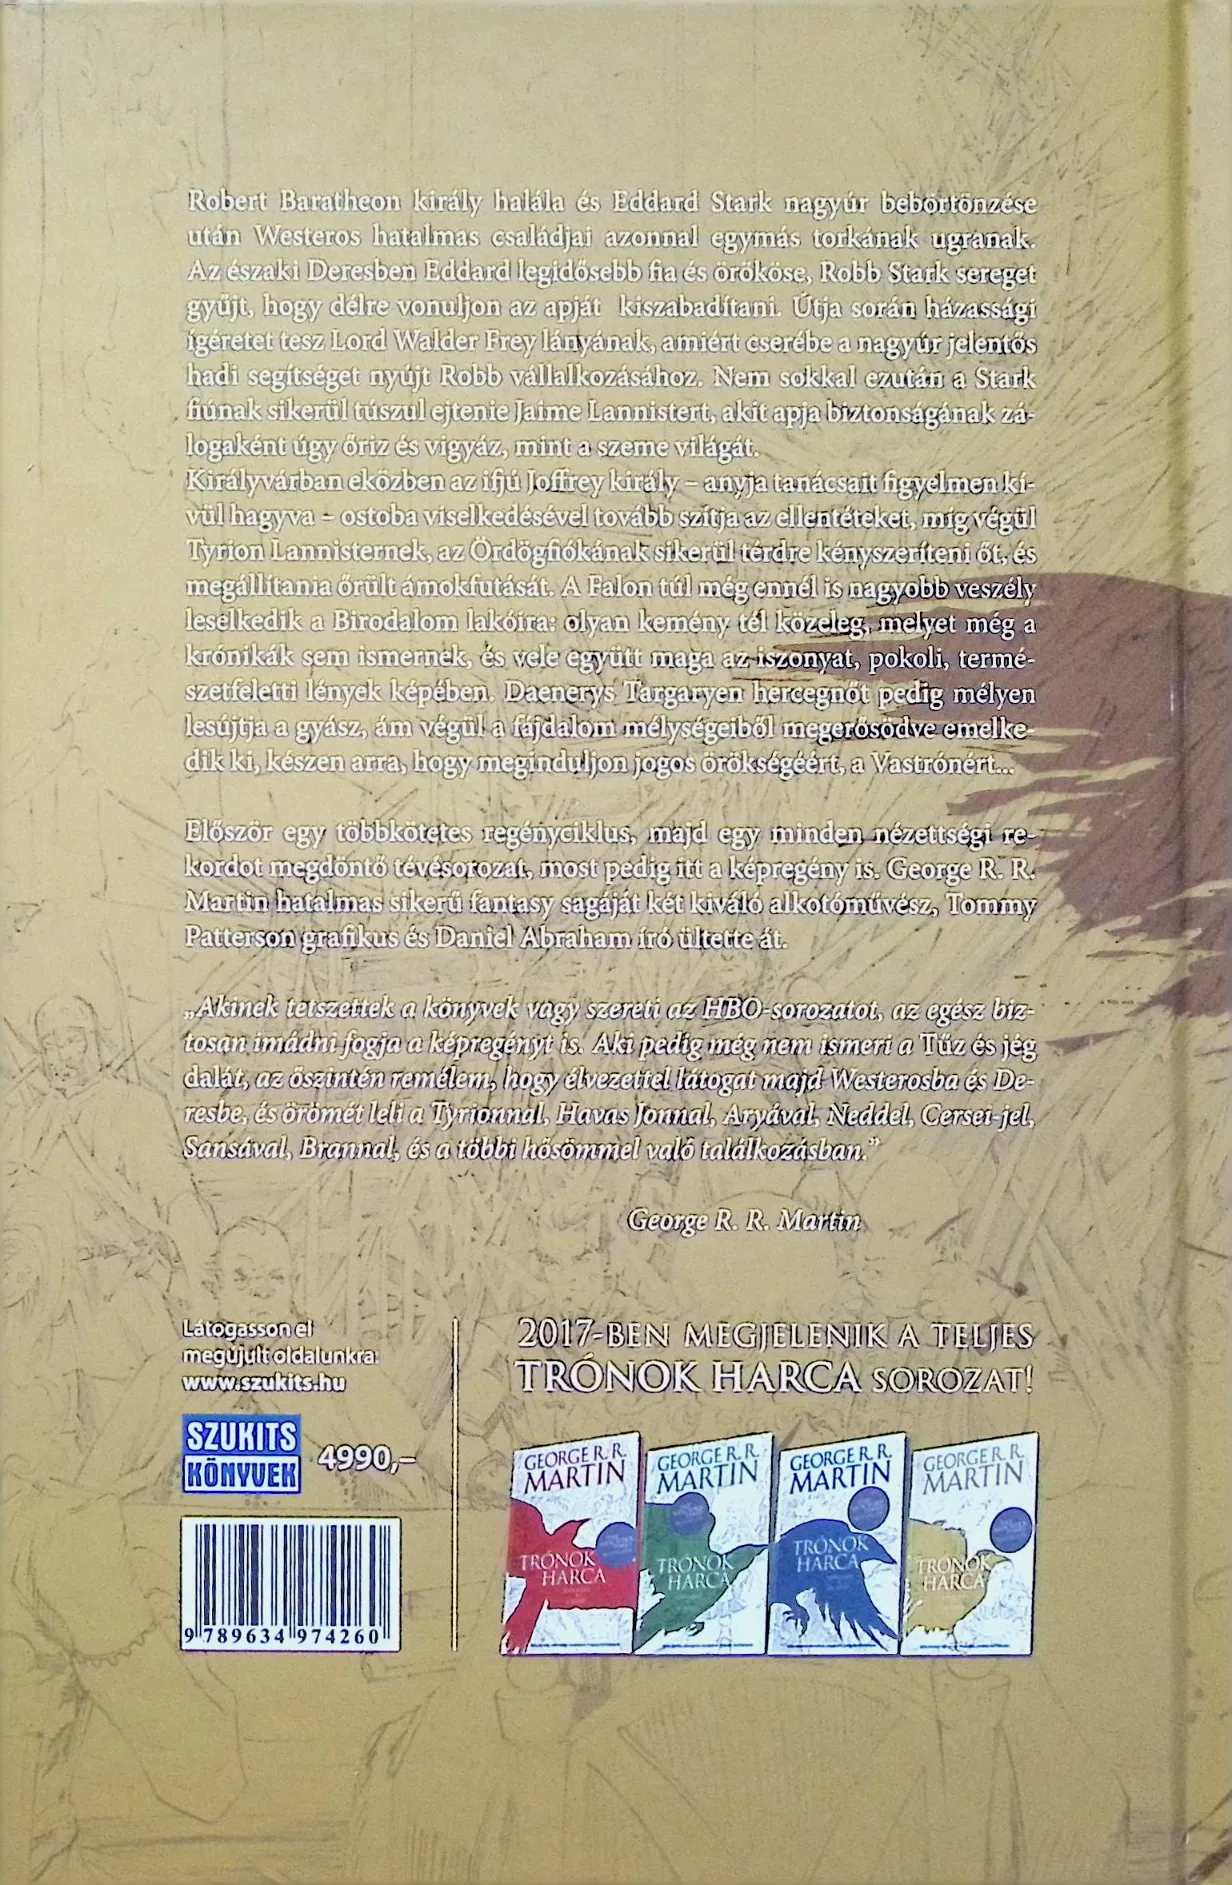 Robert Baratheon király halála és Eddard Stark nagyúr bebörtönzése
után Westeros hatalmas családjai azonnal egymás torkának ugranak.
Az északi Deresben Eddard legidősebb fia és örököse, Robb Stark sereget
gyűjt, hogy délre vonuljon az apját kiszabadítani. Útja során házassági
ígéretet tesz Lord Walder Frey lányának, amiért cserébe a nagyúr jelentős
hadi segítséget nyújt Robb vállalkozásához. Nem sokkal ezután a Stark
fiúnak sikerül túszul ejtenie Jaime Lannistert, akit apja biztonságának zá-
logaként úgy őriz és vigyáz, mint a szeme világát.
Királyvárban eközben az ifjú Joffrey király – anyja tanácsait figyelmen kí-
vül hagyva – ostoba viselkedésével tovább szítja az ellentéteket, míg végül
Tyrion Lannisternek, az Ördögfiókának sikerül térdre kényszeríteni őt, és
megállítania őrült ámokfutását. A Falon túl még ennél is nagyobb veszély
leselkedik a Birodalom lakóira: olyan kemény tél közeleg, melyet még a
krónikák sem ismernek, és vele együtt maga az iszonyat, pokoli, termé-
szetfeletti lények képében. Daenerys Targaryen hercegnőt pedig mélyen
lesújtja a gyász, ám végül a fájdalom mélységeiből megerősödve emelke-
dik ki, készen arra, hogy meginduljon jogos örökségéért, a Vastrónért...
Először egy többkötetes regényciklus, majd egy minden nézettségi re-
kordot megdöntő tévésorozat, most pedig itt a képregény is. George R. R.
Martin hatalmas sikerű fantasy sagáját két kiváló alkotóművész, Tommy
Patterson grafikus és Daniel Abraham író ültette át.
„Akinek tetszettek a könyvek vagy szereti az HBO-sorozatot, az egész biz-
tosan imádni fogja a képregényt is. Aki pedig még nem ismeri a Tűz és jég
dalát, az őszintén remélem, hogy élvezettel látogat majd Westerosba és De-
resbe, és örömét leli a Tyrionnal, Havas Jonnal, Aryával, Neddel, Cersei-jel,
Sansával, Brannal, és a többi hősömmel való találkozásban."
George R. R. Martin
Látogasson el
megújult oldalunkra:
www.szukits.hu
SZUKITS
KÖNYVEK
4990,–
9 789634 974260
2017-BEN MEGJELENIK A TELJES
TRÓNOK HARCA SOROZAT!
GEORGE R. R.
MARTIN
TRÓNOK
HARCA
GEORGE R. R.
MARTIN
TRÓNOK
HARCA
GEORGE R. R.
MARTIN
TRÓNOK
HARCA
GEORGE R. R.
MARTIN
TRÓNOK
HARCA